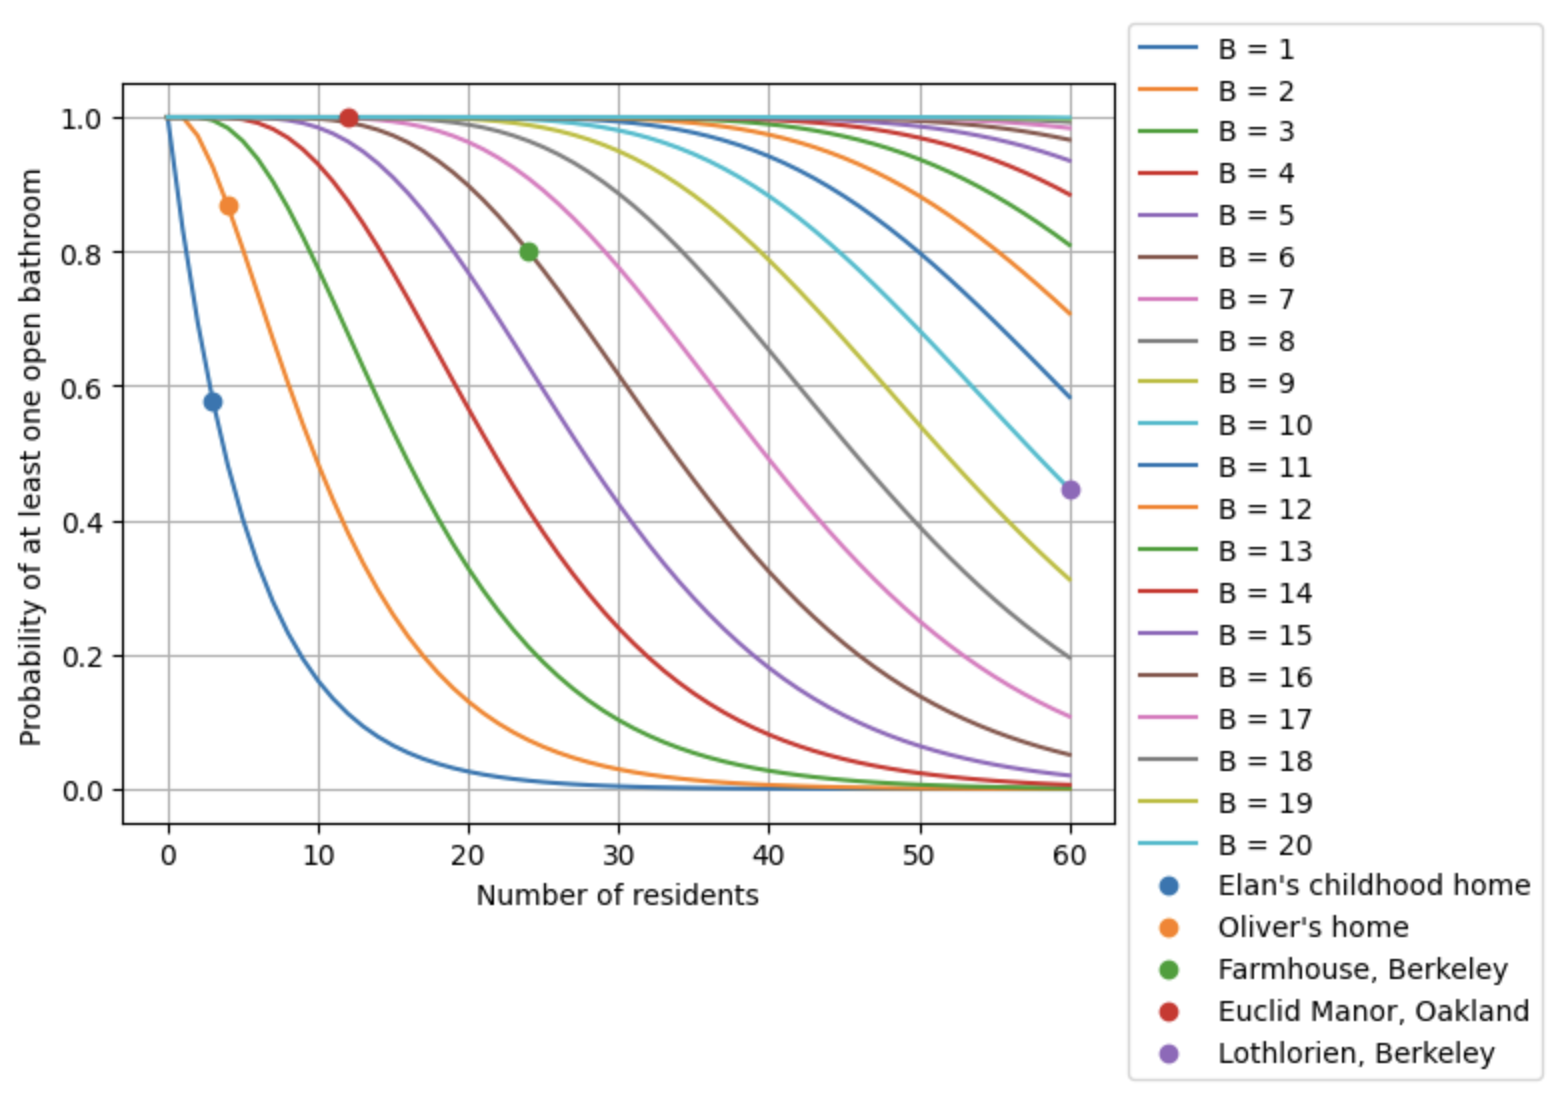 Probability of at least one open bathroom
1.0
0.8
0.6
0.4
0.2
0.0
0 10 20 30 40 50 60
Number of residents
B = 1
B = 2
B = 3
B = 4
B = 5
B = 6
B = 7
B = 8
B = 9
B = 10
B = 11
B = 12
B = 13
B = 14
B = 15
B = 16
B = 17
B = 18
B = 19
B = 20
Elan's childhood home
Oliver's home
Farmhouse, Berkeley
Euclid Manor, Oakland
Lothlorien, Berkeley